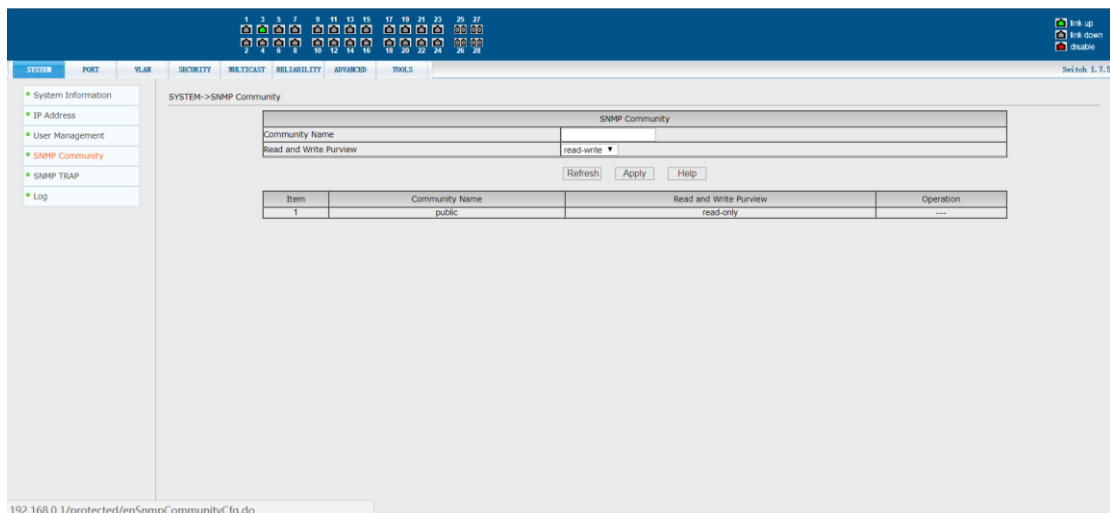 1 3 5 7 9 11 13 15 17 19 21 23 25 27
2 4 6 8 10 12 14 16 18 20 22 24 26 28
link up
link down
disable
SYSTEM PORT VLAN SECURITY MULTICAST RELIABILITY ADVANCED TOOLS Switch 1.7.5
System Information
IP Address
User Management
SNMP Community
SNMP TRAP
Log
SYSTEM->SNMP Community
SNMP Community
Community Name
Read and Write Purview read-write ▼
Refresh Apply Help
Item Community Name Read and Write Purview Operation
1 public read-only ---
192.168.0.1/protected/enSnmpCommunityCfg.do